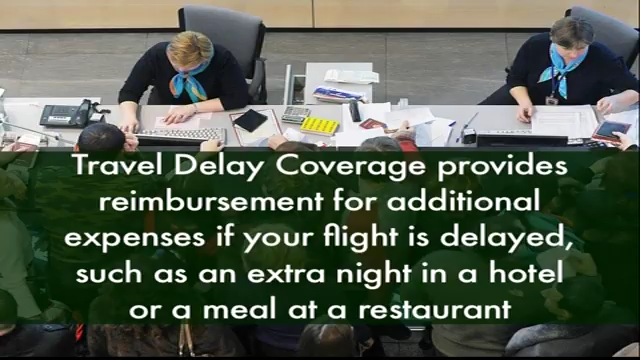 Travel Delay Coverage provides
reimbursement for additional
expenses if your flight is delayed,
such as an extra night in a hotel
or a meal at a restaurant